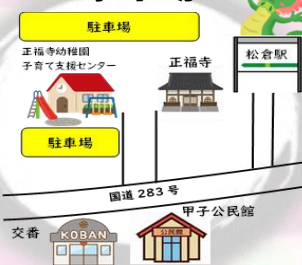 駐車場
正福寺幼稚園
子育て支援センター
正福寺
松倉駅
駐車場
国道 283 号
甲子公民館
交番
KOBAN
公民館